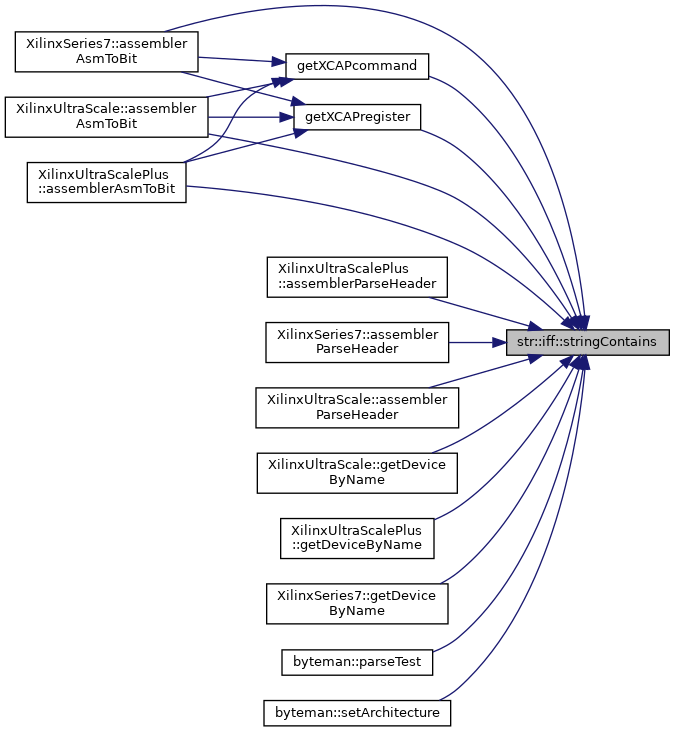 XilinxSeries7::assembler
AsmToBit
getXCAPcommand
XilinxUltraScale::assembler
AsmToBit
getXCAPregister
XilinxUltraScalePlus
::assemblerAsmToBit
XilinxUltraScalePlus
::assemblerParseHeader
XilinxSeries7::assembler
ParseHeader
str::iff::stringContains
XilinxUltraScale::assembler
ParseHeader
XilinxUltraScale::getDevice
ByName
XilinxUltraScalePlus
::getDeviceByName
XilinxSeries7::getDevice
ByName
byteman::parseTest
byteman::setArchitecture